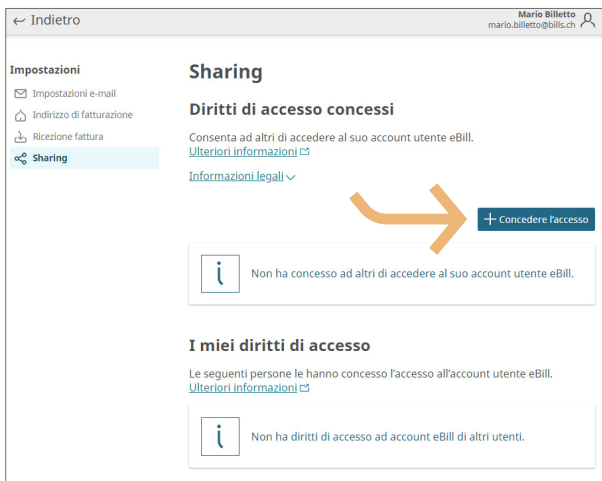 Indietro
Mario Billetto
mario.billetto@bills.ch
Impostazioni
Impostazioni e-mail
Indirizzo di fatturazione
Ricezione fattura
Sharing
Sharing
Diritti di accesso concessi
Consenta ad altri di accedere al suo account utente eBill.
Ulteriori informazioni
Informazioni legali
Concedere l'accesso
Non ha concesso ad altri di accedere al suo account utente eBill.
I miei diritti di accesso
Le seguenti persone le hanno concesso l'accesso all'account utente eBill.
Ulteriori informazioni
Non ha diritti di accesso ad account eBill di altri utenti.